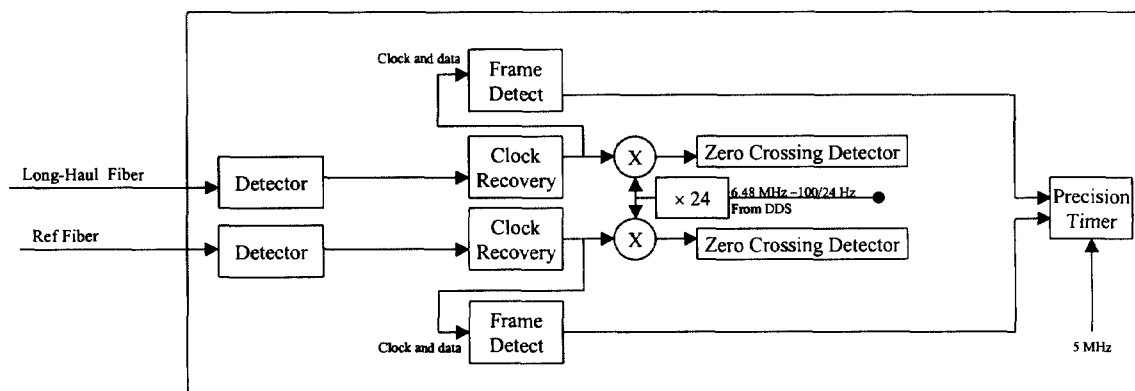 Clock and data
Frame
Detect
Long-Haul Fiber
Detector
Clock
Recovery
X
Zero Crossing Detector
× 24
6.48 MHz –100/24 Hz
From DDS
Precision
Timer
Ref Fiber
Detector
Clock
Recovery
X
Zero Crossing Detector
Frame
Detect
Clock and data
5 MHz